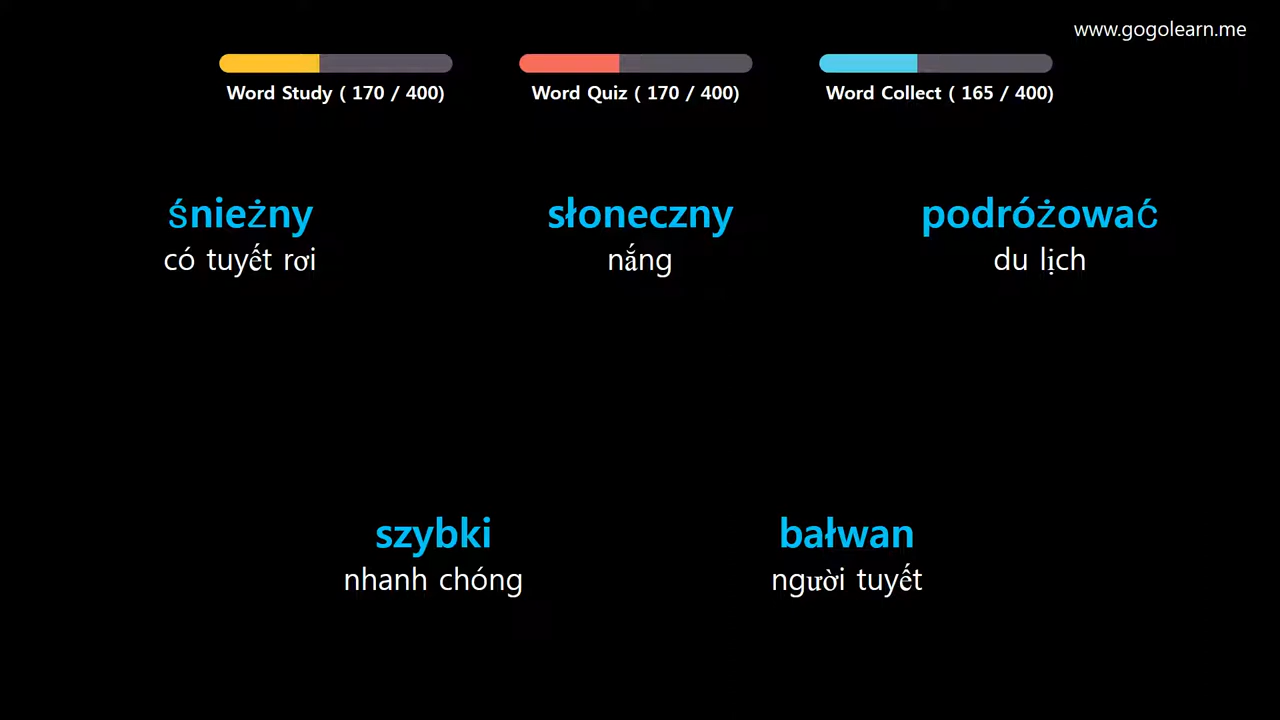 www.gogolearn.me
Word Study ( 170 / 400)
Word Quiz ( 170 / 400)
Word Collect ( 165 / 400)
śnieżny
có tuyết rơi
słoneczny
nắng
podróżować
du lịch
szybki
nhanh chóng
bałwan
người tuyết